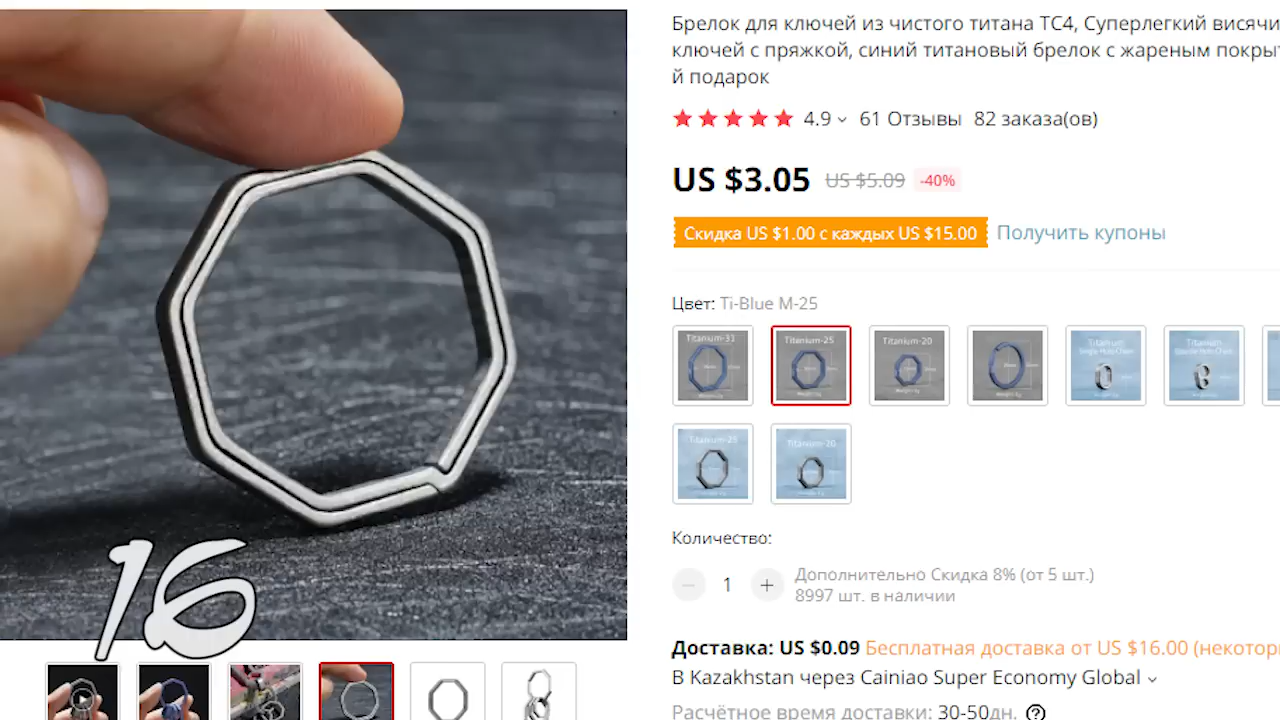 Брелок для ключей из чистого титана TC4, Суперлегкий висячи
ключей с пряжкой, синий титановый брелок с жареным покры
й подарок
4.9 61 Отзывы 82 заказа(ов)
US $3.05 US $5.09 -40%
Скидка US $1.00 с каждых US $15.00 Получить купоны
Цвет: Ti-Blue M-25
Titanium-31 Titanium-25 Titanium-20 Titanium Titanium
Titanium-25 Titanium-20
Количество:
1
Дополнительно Скидка 8% (от 5 шт.)
8997 шт. в наличии
16
Доставка: US $0.09 Бесплатная доставка от US $16.00 (некотор
В Kazakhstan через Cainiao Super Economy Global
Расчётное время доставки: 30-50дн.